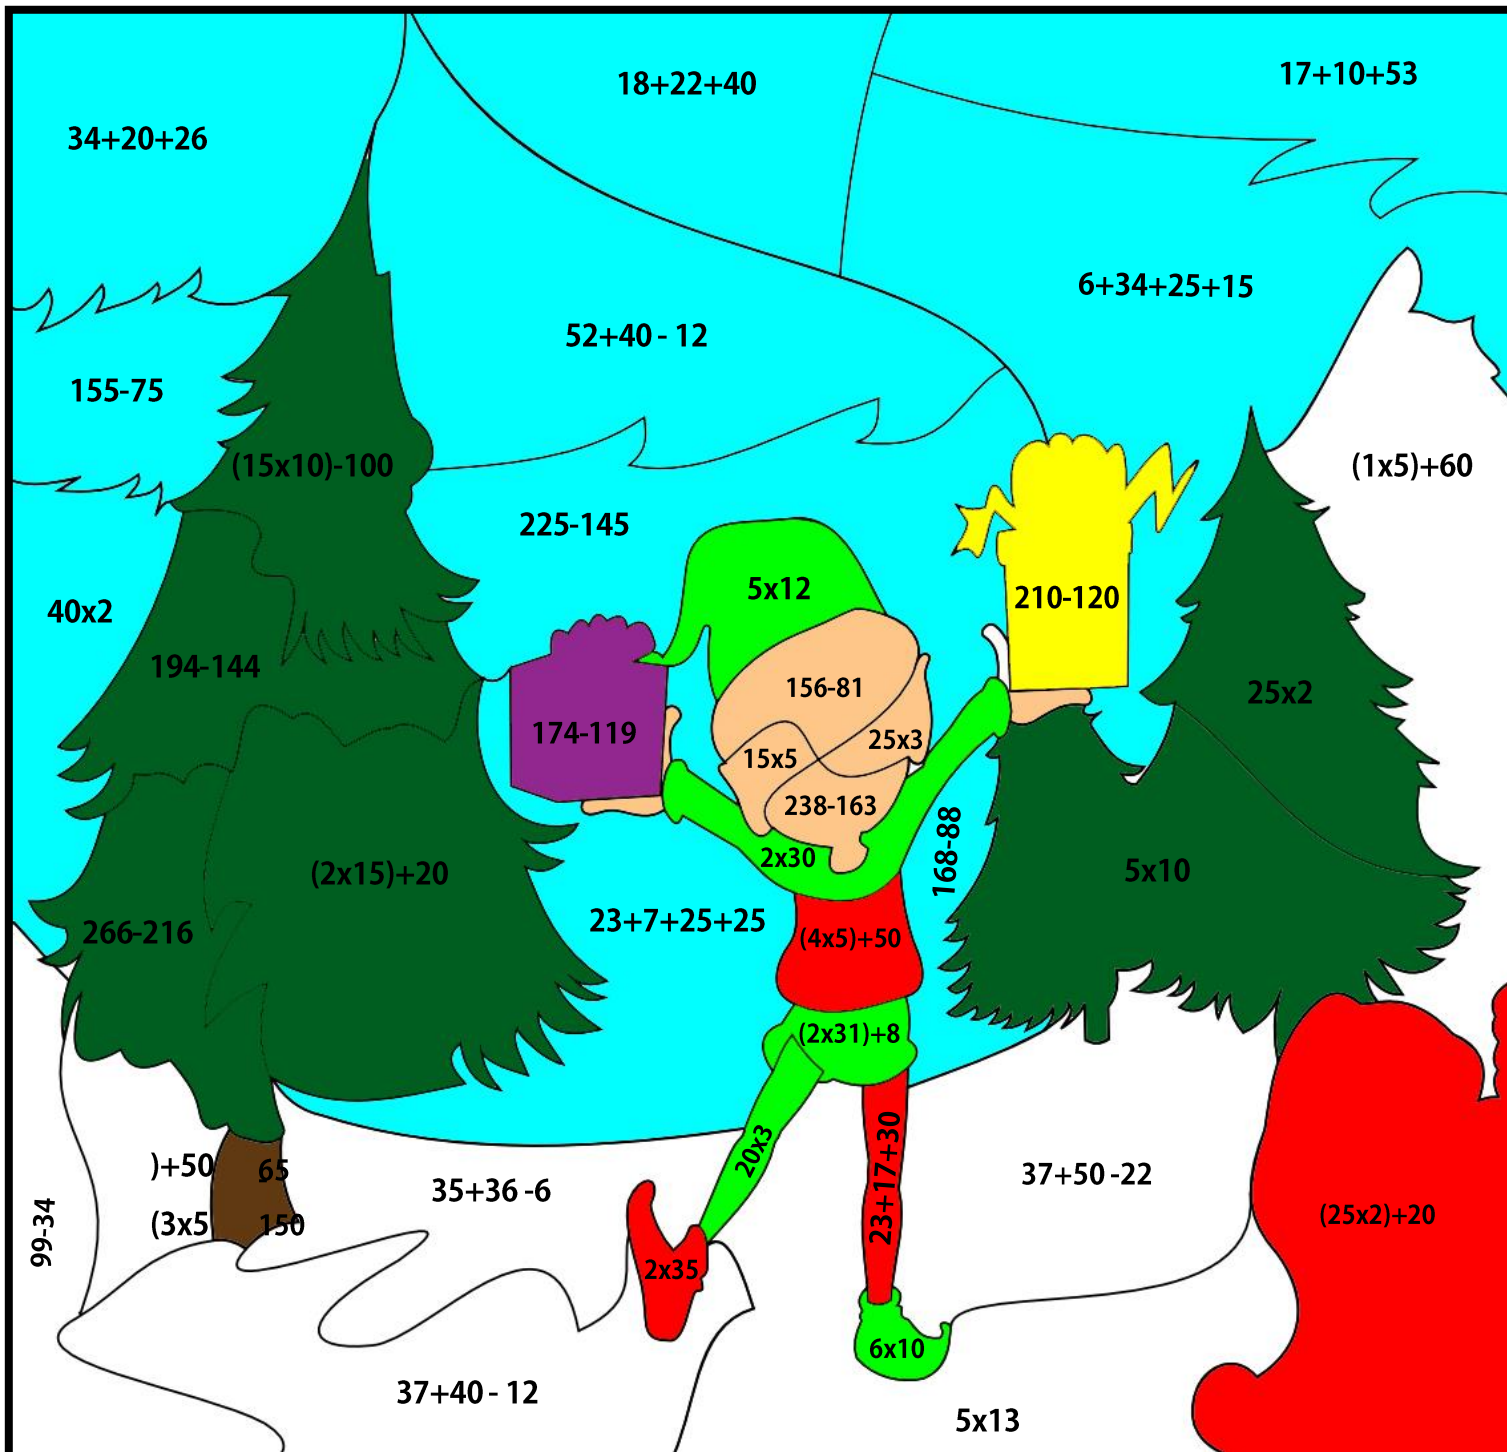 17+10+53
18+22+40
34+20+26
6+34+25+15
52+40 - 12
155-75
(15x10)-100
(1x5)+60
225-145
5x12
210-120
40x2
194-144
156-81
25x2
174-119
25x3
15x5
238-163
168-88
2x30
(2x15)+20
5x10
23+7+25+25
266-216
(4x5)+50
(2x31)+8
20x3
23+17+30
)+50 65
35+36 -6
37+50 -22
99-34
(3x5 150
(25x2)+20
2x35
6x10
37+40 - 12
5x13